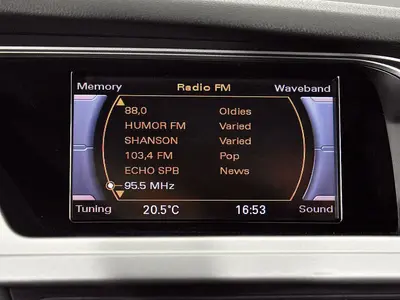 Memory Radio FM Waveband
88,0 Oldies
HUMOR FM Varied
SHANSON Varied
103,4 FM Pop
ECHO SPB News
95.5 MHz
Tuning 20.5°C 16:53 Sound